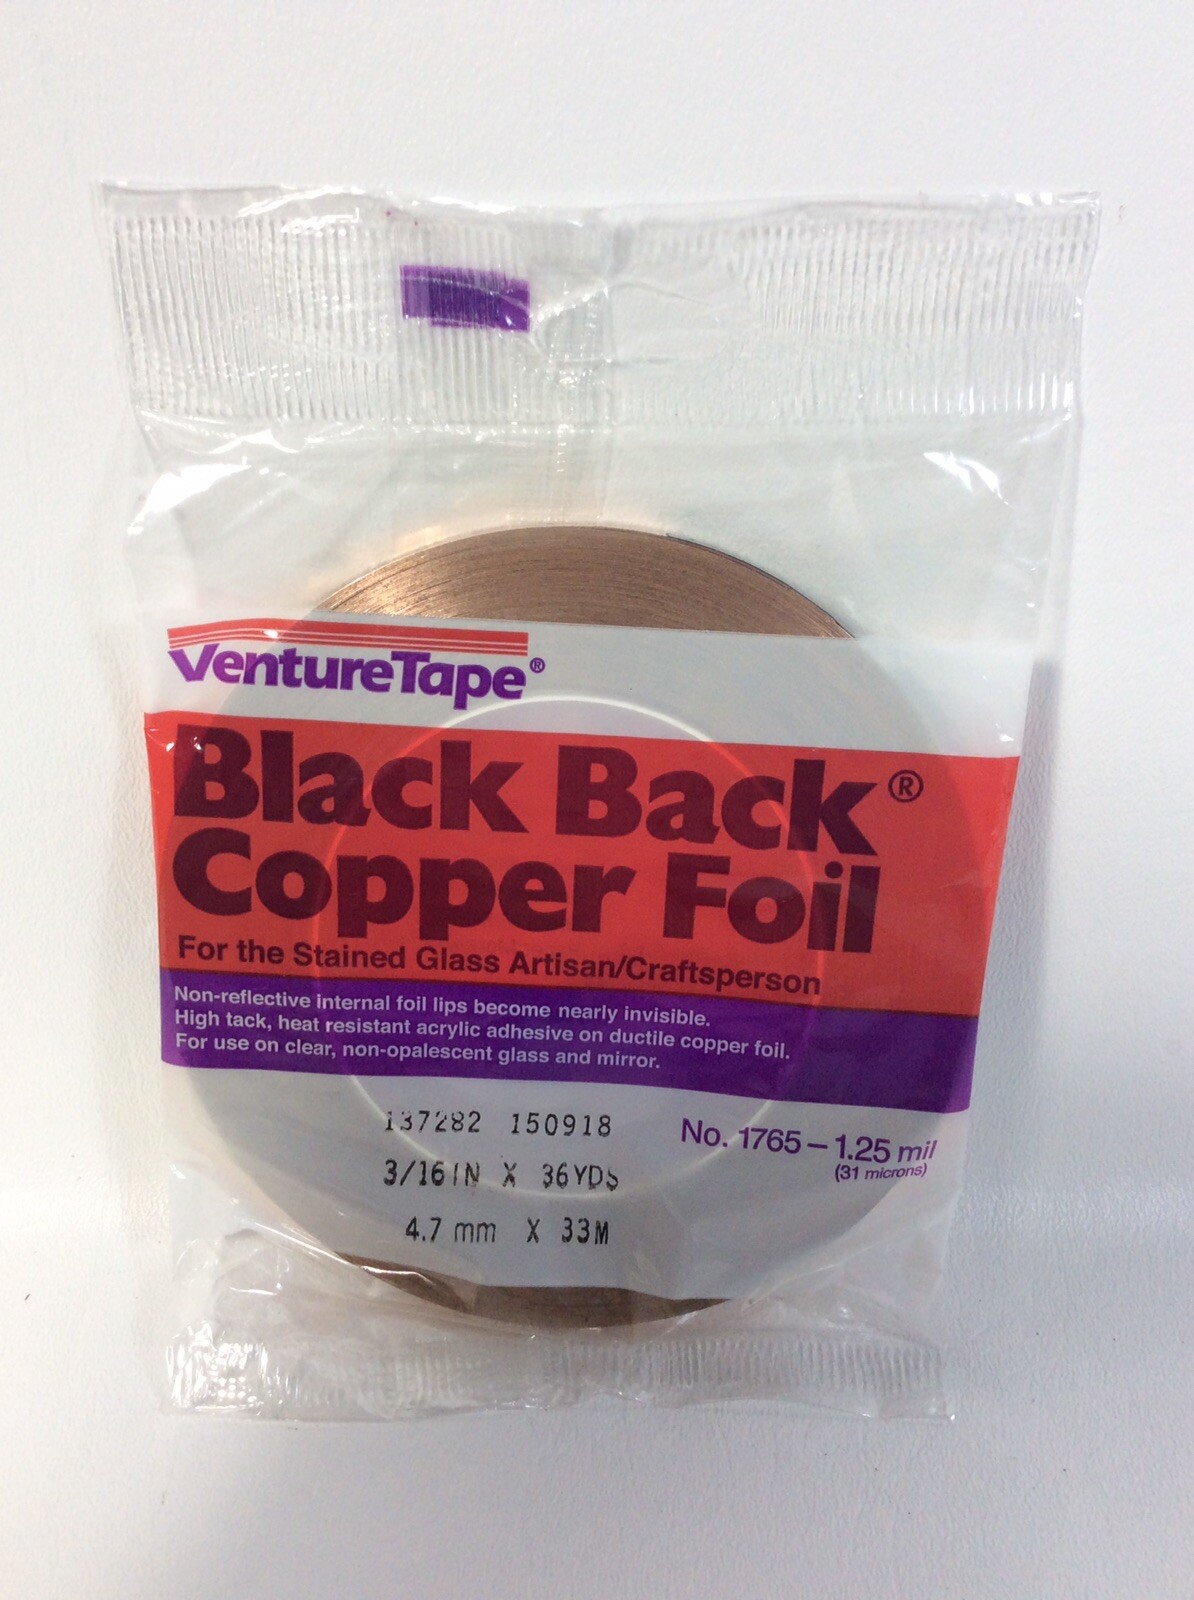 VentureTape®
Black Back®
Copper Foil
For the Stained Glass Artisan/Craftsperson
Non-reflective internal foil lips become nearly invisible.
High tack, heat resistant acrylic adhesive on ductile copper foil.
For use on clear, non-opalescent glass and mirror.
137282 150918
No. 1765 – 1.25 mil
(31 microns)
3/16IN X 36YDS
4.7 mm X 33M